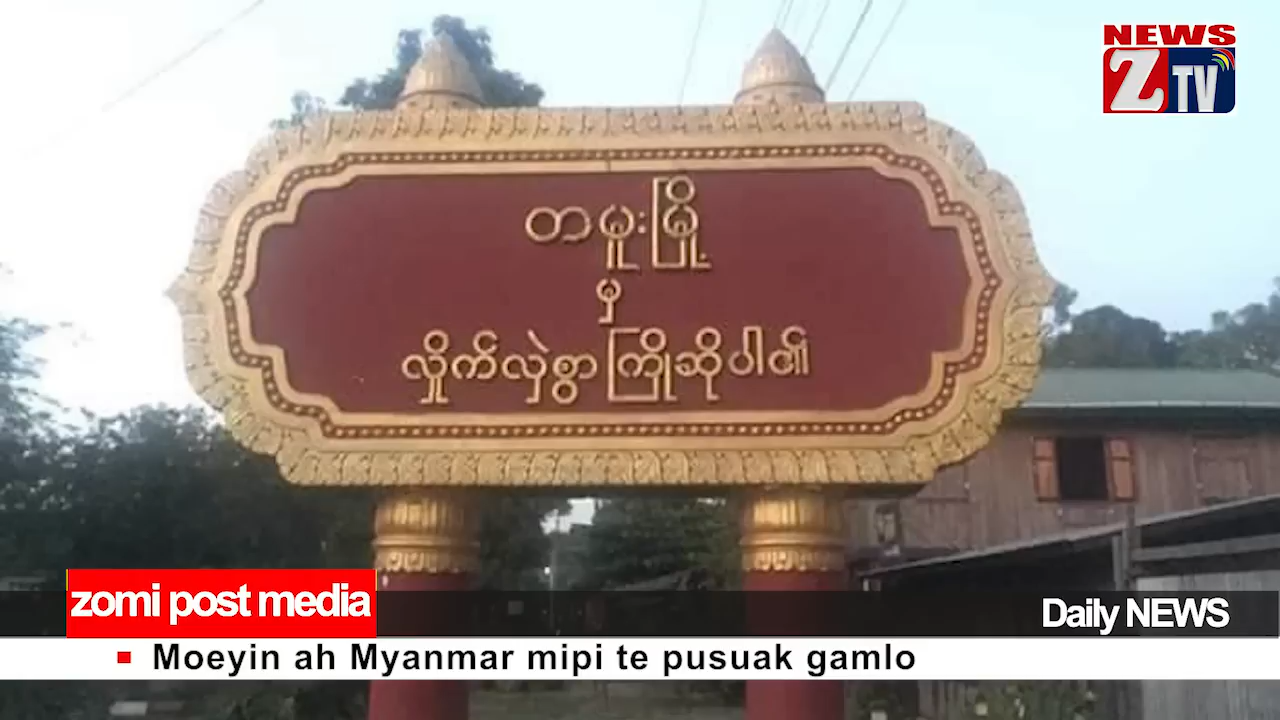 NEWS
ZTV
တမူးမြို့
မှ
လှိုက်လှဲစွာ ကြိုဆိုပါ၏
zomi post media
Daily NEWS
Moeyin ah Myanmar mipi te pusuak gamlo